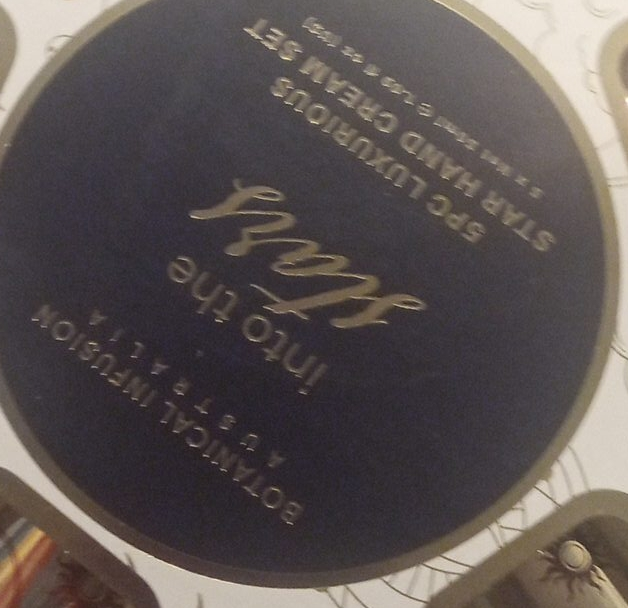 BOTANICAL INFUSION
AUSTRALIA
into the
stars
5PC LUXURIOUS
STAR HAND CREAM SET